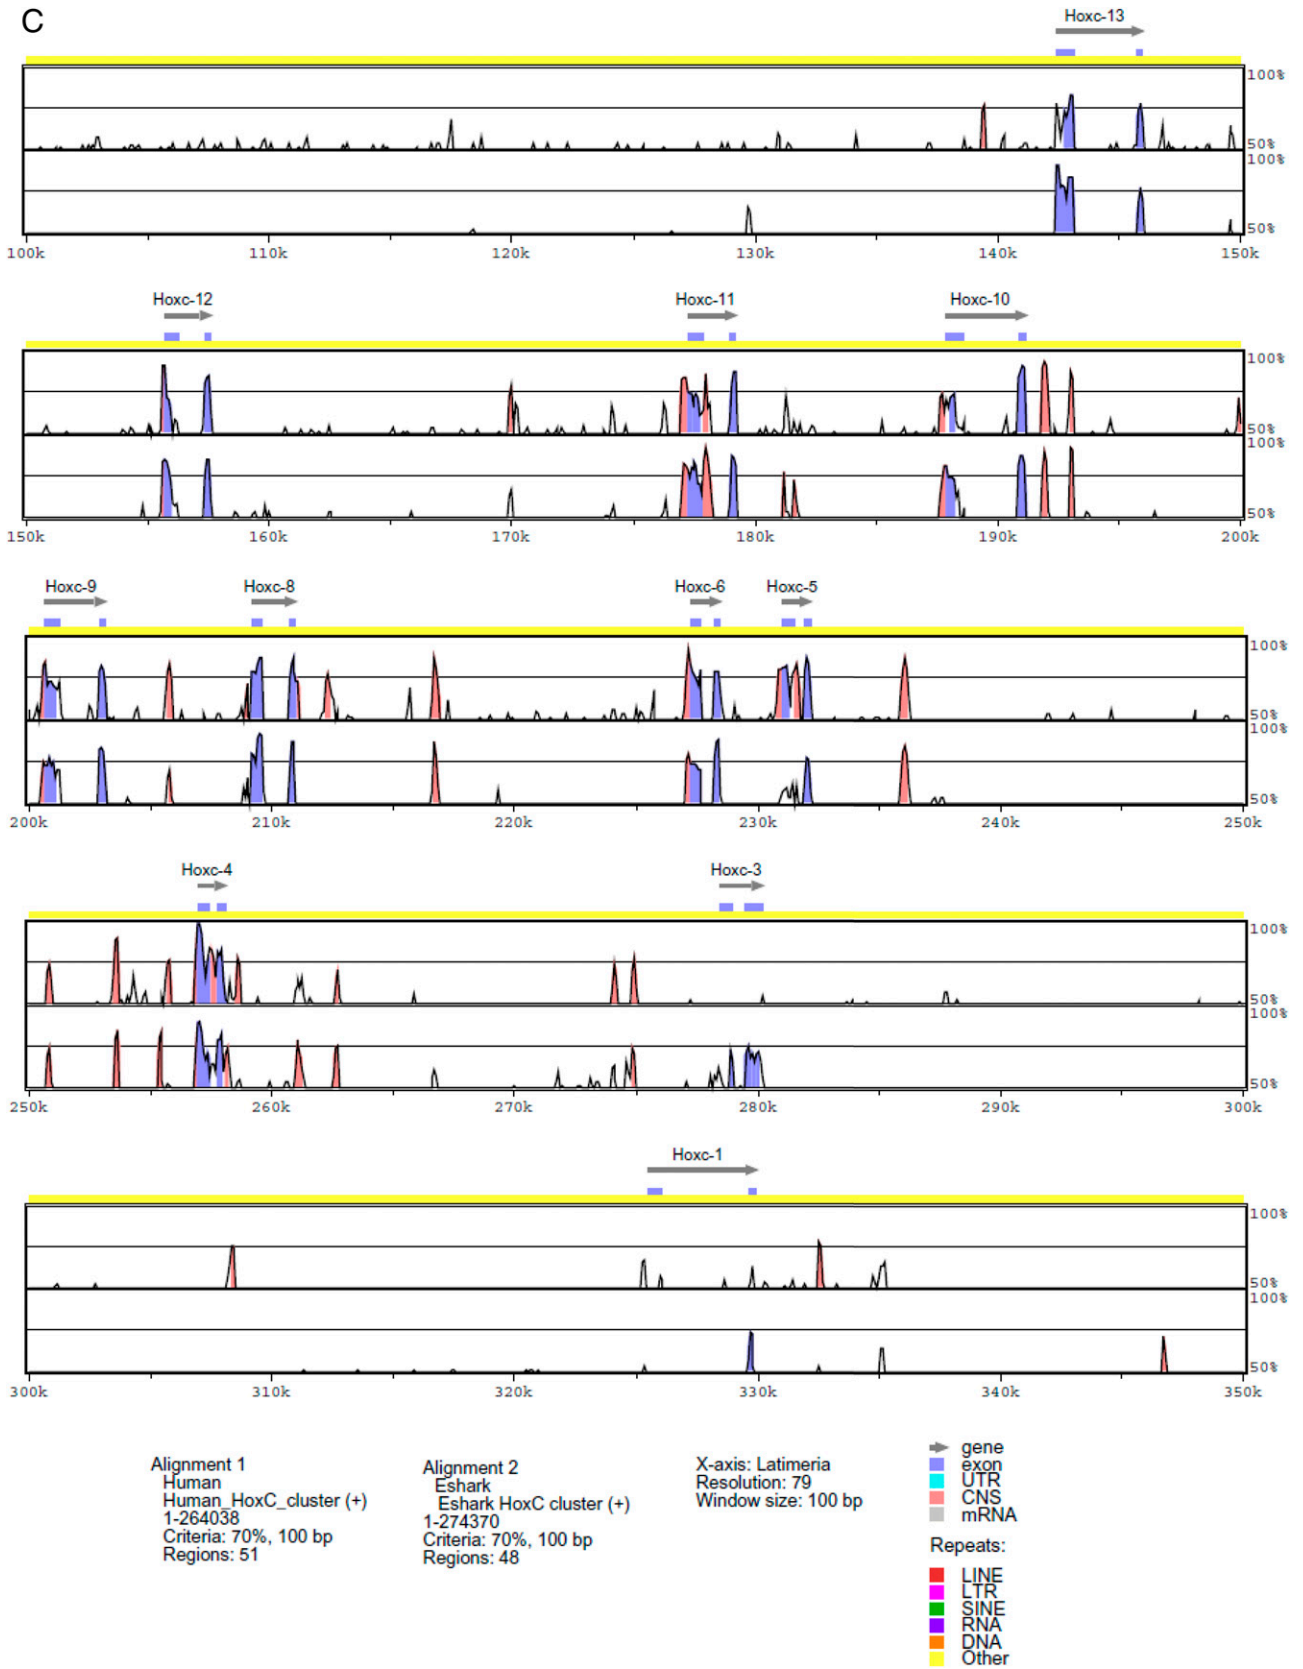 C
Hoxc-13
100%
50%
100%
50%
100k 110k 120k 130k 140k 150k
Hoxc-12 Hoxc-11 Hoxc-10
100%
50%
100%
50%
150k 160k 170k 180k 190k 200k
Hoxc-9 Hoxc-8 Hoxc-6 Hoxc-5
100%
50%
100%
50%
200k 210k 220k 230k 240k 250k
Hoxc-4 Hoxc-3
100%
50%
100%
50%
250k 260k 270k 280k 290k 300k
Hoxc-1
100%
50%
100%
50%
300k 310k 320k 330k 340k 350k
Alignment 1
Human
Human_HoxC_cluster (+)
1-264038
Criteria: 70%, 100 bp
Regions: 51
Alignment 2
Eshark
Eshark HoxC cluster (+)
1-274370
Criteria: 70%, 100 bp
Regions: 48
X-axis: Latimeria
Resolution: 79
Window size: 100 bp
gene
exon
UTR
CNS
mRNA
Repeats:
LINE
LTR
SINE
RNA
DNA
Other